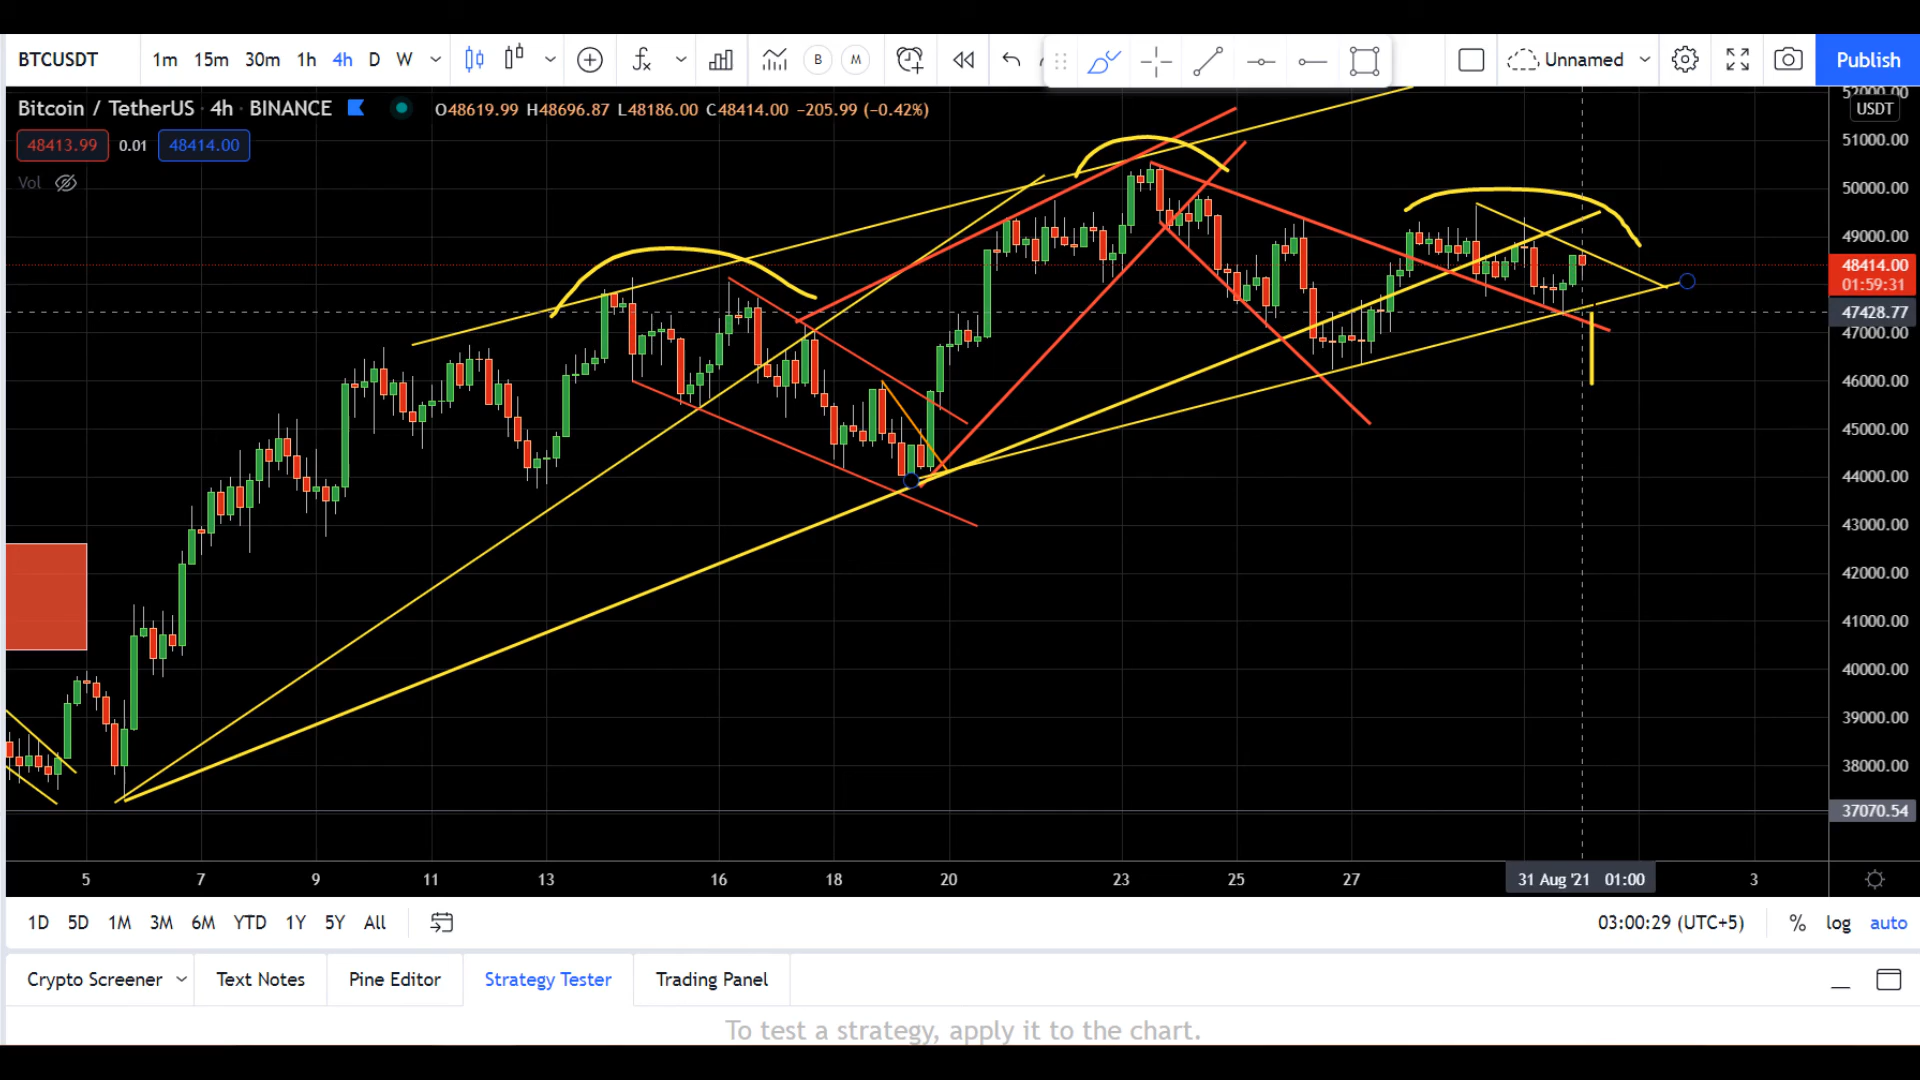 BTCUSDT 1m 15m 30m 1h 4h D W B M Unnamed Publish
Bitcoin / TetherUS · 4h · BINANCE O48619.99 H48696.87 L48186.00 C48414.00 −205.99 (−0.42%)
48413.99 0.01 48414.00
Vol
52000.00
USDT
51000.00
50000.00
49000.00
48414.00
01:59:31
47428.77
47000.00
46000.00
45000.00
44000.00
43000.00
42000.00
41000.00
40000.00
39000.00
38000.00
37070.54
5 7 9 11 13 16 18 20 23 25 27 31 Aug '21 01:00 3
1D 5D 1M 3M 6M YTD 1Y 5Y All 03:00:29 (UTC+5) % log auto
Crypto Screener Text Notes Pine Editor Strategy Tester Trading Panel
To test a strategy, apply it to the chart.